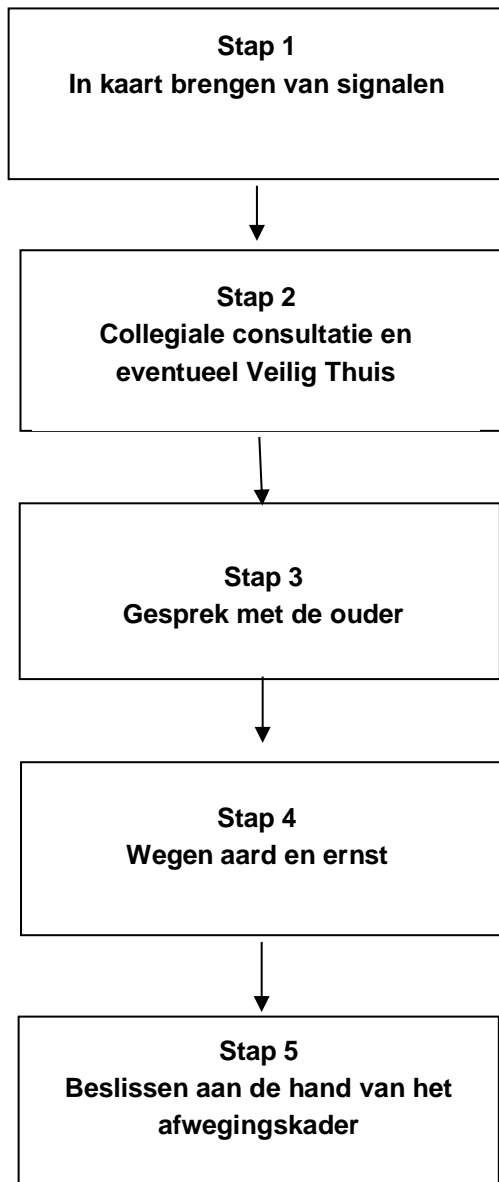 Stap 1
In kaart brengen van signalen
Stap 2
Collegiale consultatie en
eventueel Veilig Thuis
Stap 3
Gesprek met de ouder
Stap 4
Wegen aard en ernst
Stap 5
Beslissen aan de hand van het
afwegingskader